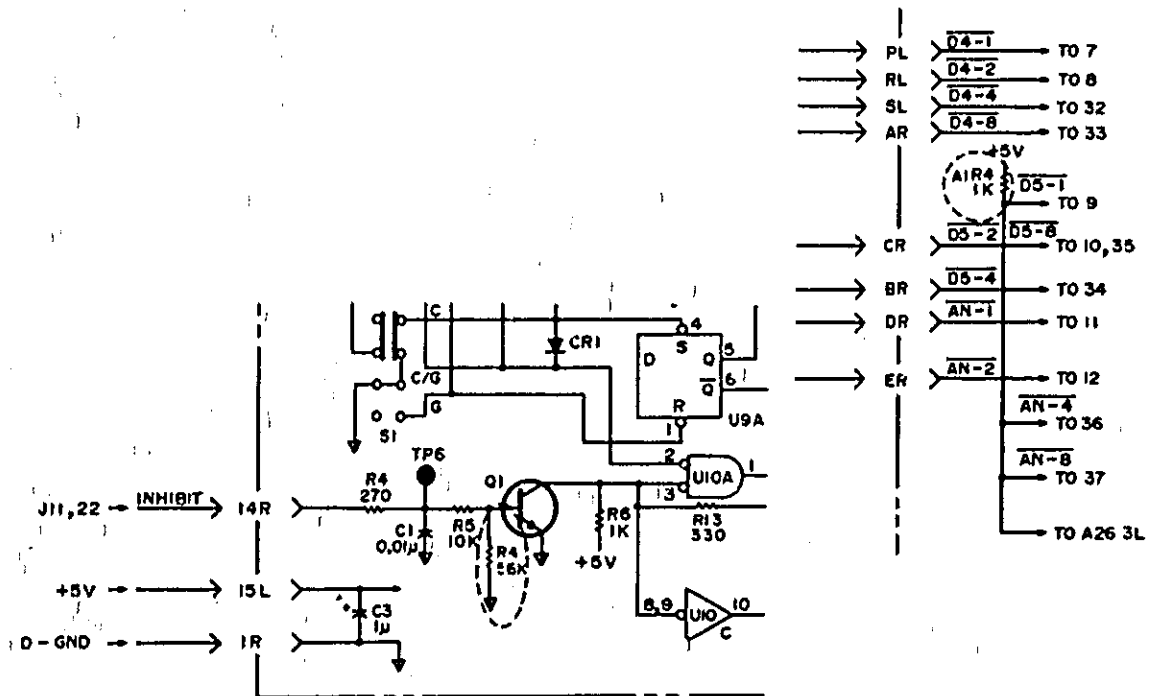 PL D4-1 TO 7
RL D4-2 TO 8
SL D4-4 TO 32
AR D4-8 TO 33
+5V
A1R4
1K
D5-1
TO 9
CR D5-2 D5-8 TO 10,35
BR D5-4 TO 34
DR AN-1 TO 11
ER AN-2 TO 12
AN-4
TO 36
AN-8
TO 37
TO A26 3L
C
CR1
C/G
G
S1
4
S
D Q 5
Q 6
R
1
U9A
TP6
2
3
U10A 1
J11,22 INHIBIT 14R
R4
270
C1
0.01μ
R5
10K
Q1
R4
56K
R6
1K
+5V
R13
330
8,9 U10 10
C
+5V 15L
C3
1μ
D-GND 1R